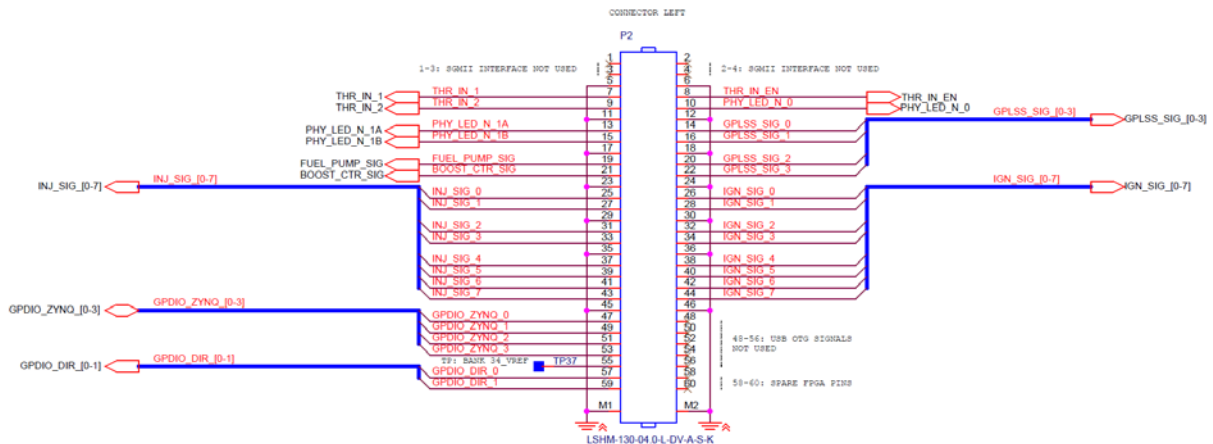 CONNECTOR LEFT
P2
1-3: SGMII INTERFACE NOT USED
2-4: SGMII INTERFACE NOT USED
1 2
3 4
5 6
THR_IN_1 THR_IN_1 7 8 THR_IN_EN THR_IN_EN
THR_IN_2 THR_IN_2 9 10 PHY_LED_N_0 PHY_LED_N_0
11 12 GPLSS_SIG_[0-3] GPLSS_SIG_[0-3]
PHY_LED_N_1A PHY_LED_N_1A 13 14 GPLSS_SIG_0
PHY_LED_N_1B PHY_LED_N_1B 15 16 GPLSS_SIG_1
17 18
FUEL_PUMP_SIG FUEL_PUMP_SIG 19 20 GPLSS_SIG_2
BOOST_CTR_SIG BOOST_CTR_SIG 21 22 GPLSS_SIG_3
INJ_SIG_[0-7] INJ_SIG_[0-7] 23 24 IGN_SIG_[0-7] IGN_SIG_[0-7]
INJ_SIG_0 25 26 IGN_SIG_0
INJ_SIG_1 27 28 IGN_SIG_1
29 30
INJ_SIG_2 31 32 IGN_SIG_2
INJ_SIG_3 33 34 IGN_SIG_3
35 36
INJ_SIG_4 37 38 IGN_SIG_4
INJ_SIG_5 39 40 IGN_SIG_5
INJ_SIG_6 41 42 IGN_SIG_6
INJ_SIG_7 43 44 IGN_SIG_7
GPDIO_ZYNQ_[0-3] GPDIO_ZYNQ_[0-3] 45 46
GPDIO_ZYNQ_0 47 48
GPDIO_ZYNQ_1 49 50
GPDIO_ZYNQ_2 51 52 48-56: USB OTG SIGNALS
GPDIO_ZYNQ_3 53 54 NOT USED
TP: BANK 34_VREF TP37 55 56
GPDIO_DIR_[0-1] GPDIO_DIR_[0-1]
GPDIO_DIR_0 57 58
GPDIO_DIR_1 59 60 58-60: SPARE FPGA PINS
M1 M2
LSHM-130-04.0-L-DV-A-S-K